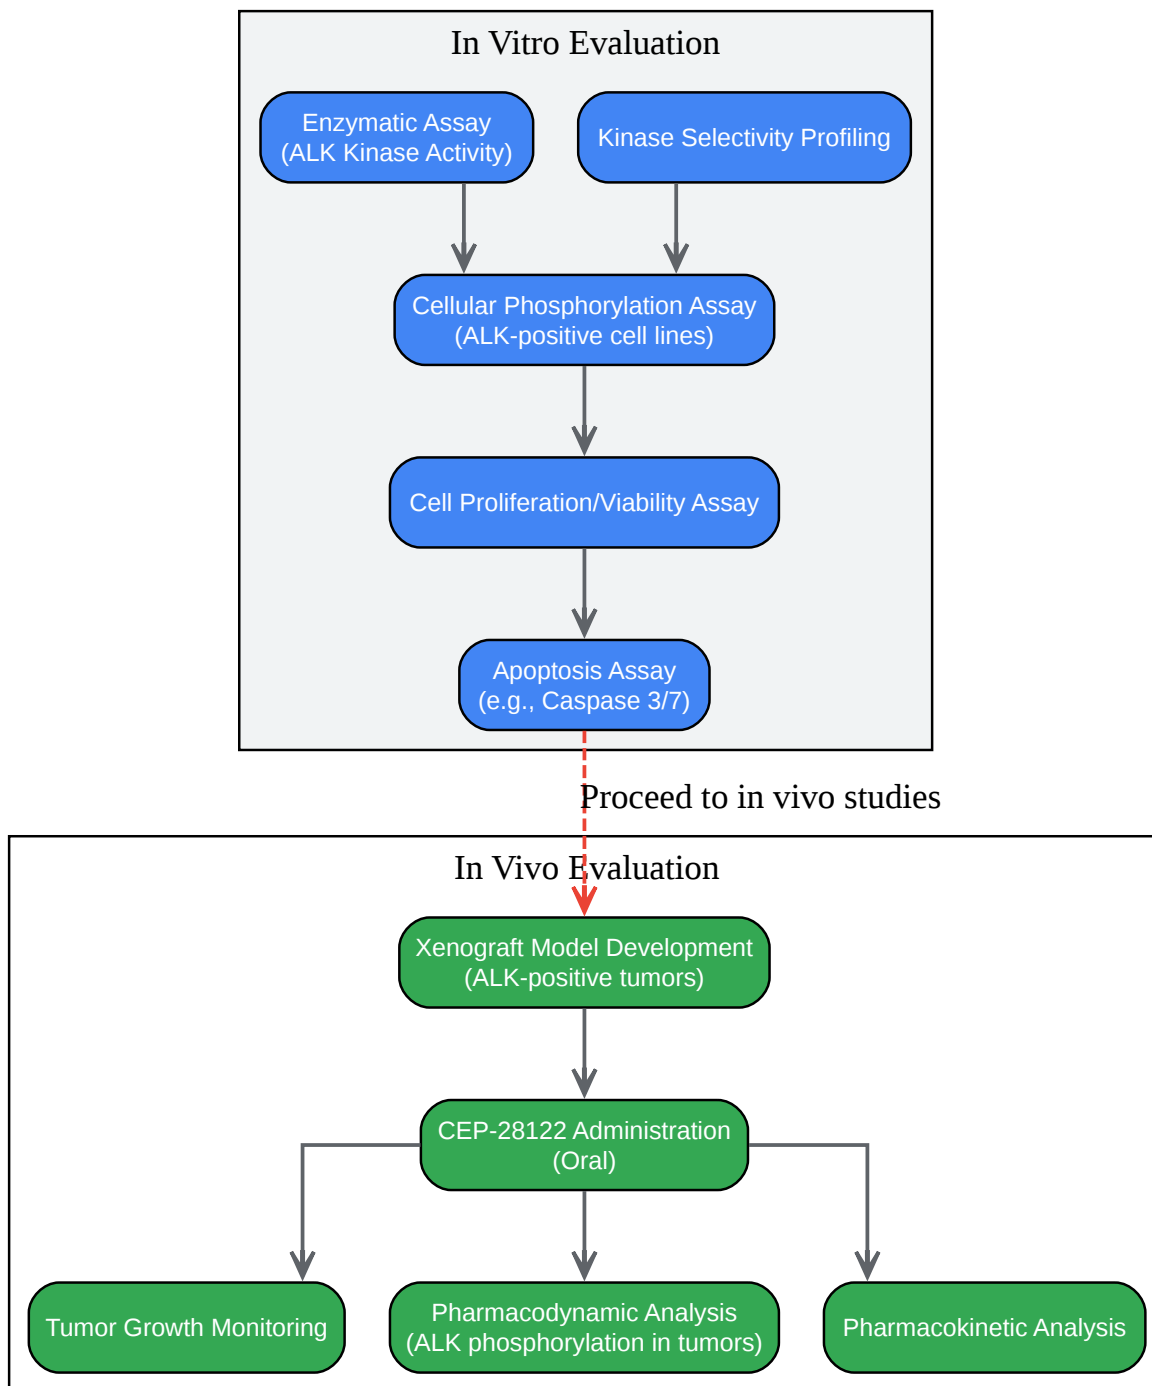 In Vitro Evaluation
Enzymatic Assay
(ALK Kinase Activity)
Kinase Selectivity Profiling
Cellular Phosphorylation Assay
(ALK-positive cell lines)
Cell Proliferation/Viability Assay
Apoptosis Assay
(e.g., Caspase 3/7)
Proceed to in vivo studies
In Vivo Evaluation
Xenograft Model Development
(ALK-positive tumors)
CEP-28122 Administration
(Oral)
Tumor Growth Monitoring
Pharmacodynamic Analysis
(ALK phosphorylation in tumors)
Pharmacokinetic Analysis